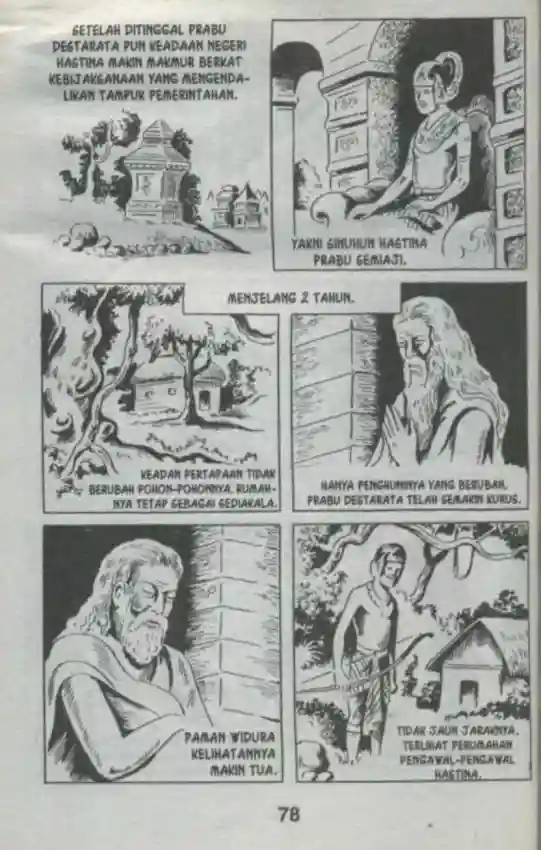 SETELAH DITINGGAL PRABU
DESTARATA PUN KEADAAN NEGERI
HASTINA MAKIN MAKMUR BERKAT
KEBIJAKSANAAN YANG MENGENDA-
LIKAN TAMPUK PEMERINTAHAN.
YAKNI SINUHUN HASTINA
PRABU SEMIAJI.
MENJELANG 2 TAHUN.
KEADAN PERTAPAAN TIDAK
BERUBAH POHON-POHONNYA, RUMAH-
NYA TETAP SEBAGAI SEDIAKALA.
HANYA PENGHUNINYA YANG BERUBAH.
PRABU DESTARATA TELAH SEMAKIN KURUS.
PAMAN WIDURA
KELIHATANNYA
MAKIN TUA.
TIDAK JAUH JARAKNYA,
TERLIHAT PERUMAHAN
PENGAWAL-PENGAWAL
HASTINA.
78